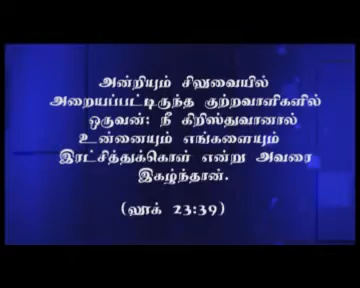 அன்றியும் சிலுவையில்
அறையப்பட்டிருந்த குற்றவாளிகளில்
ஒருவன்: நீ கிறிஸ்துவானால்
உன்னையும் எங்களையும்
இரட்சித்துக்கொள் என்று அவரை
இகழ்ந்தான்.
(லூக் 23:39)